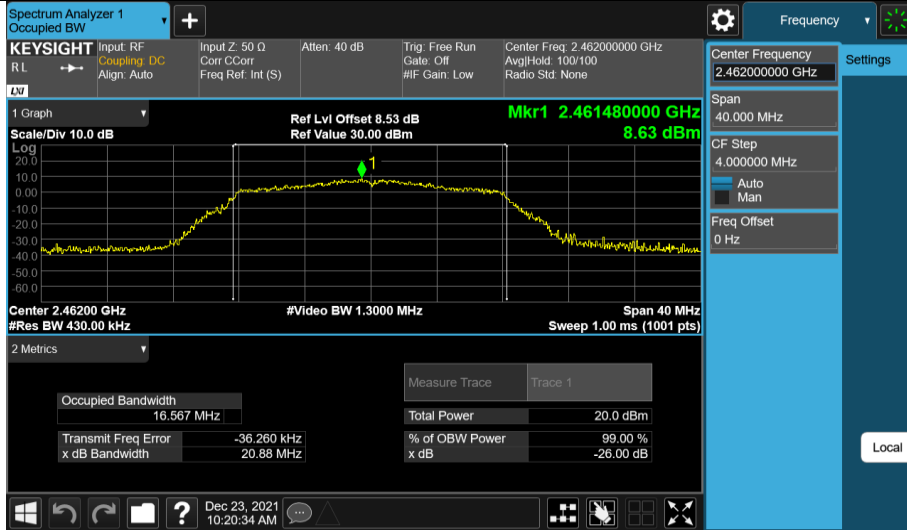 Spectrum Analyzer 1
Occupied BW
+
Frequency
KEYSIGHT
R L
LXI
Input: RF
Coupling: DC
Align: Auto
Input Z: 50 Ω
Corr CCorr
Freq Ref: Int (S)
Atten: 40 dB
Trig: Free Run
Gate: Off
#IF Gain: Low
Center Freq: 2.462000000 GHz
Avg|Hold: 100/100
Radio Std: None
Center Frequency
2.462000000 GHz
Settings
Span
40.000 MHz
CF Step
4.000000 MHz
Auto
Man
Freq Offset
0 Hz
1 Graph
Scale/Div 10.0 dB
Ref Lvl Offset 8.53 dB
Ref Value 30.00 dBm
Mkr1 2.461480000 GHz
8.63 dBm
Log
20.0
10.0
0.00
-10.0
-20.0
-30.0
-40.0
-50.0
-60.0
1
Center 2.46200 GHz
#Video BW 1.3000 MHz
Span 40 MHz
#Res BW 430.00 kHz
Sweep 1.00 ms (1001 pts)
2 Metrics
Measure Trace Trace 1
Occupied Bandwidth
16.567 MHz
Total Power 20.0 dBm
Transmit Freq Error -36.260 kHz
% of OBW Power 99.00 %
x dB Bandwidth 20.88 MHz
x dB -26.00 dB
Local
?
Dec 23, 2021
10:20:34 AM